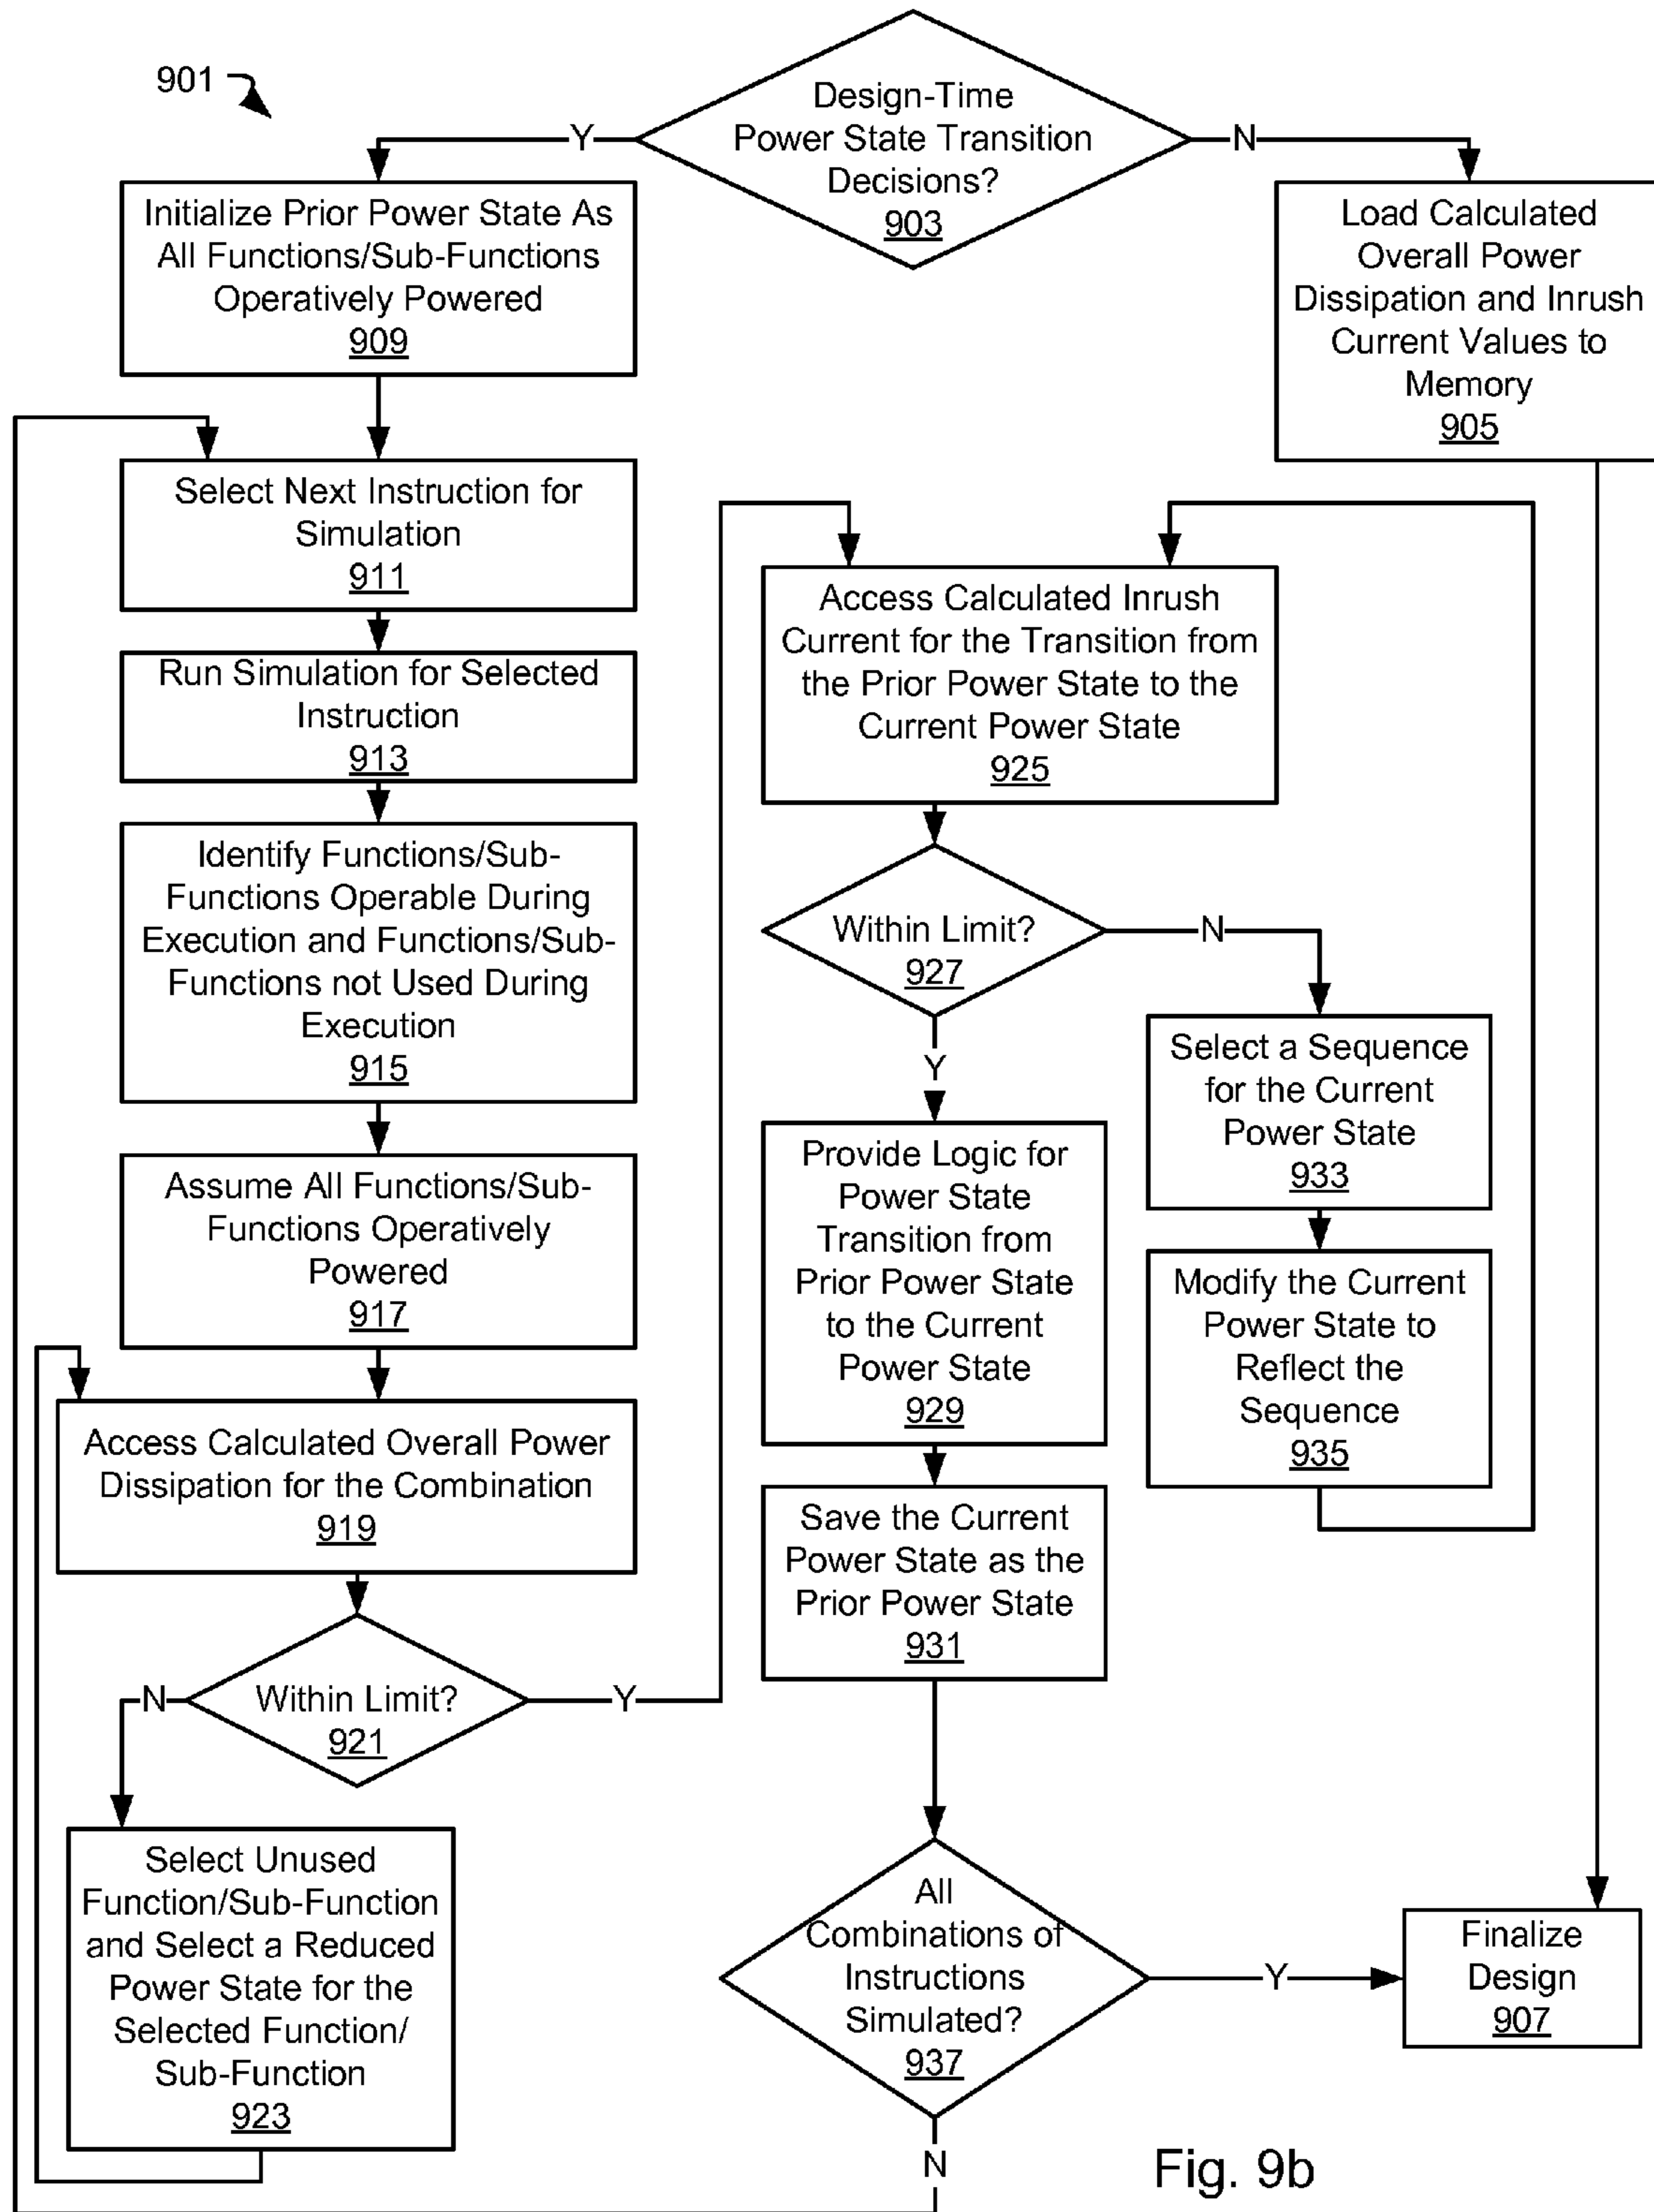 901
Design-Time
Power State Transition
Decisions?
903
Y
N
Initialize Prior Power State As
All Functions/Sub-Functions
Operatively Powered
909
Load Calculated
Overall Power
Dissipation and Inrush
Current Values to
Memory
905
Select Next Instruction for
Simulation
911
Run Simulation for Selected
Instruction
913
Identify Functions/Sub-
Functions Operable During
Execution and Functions/Sub-
Functions not Used During
Execution
915
Assume All Functions/Sub-
Functions Operatively
Powered
917
Access Calculated Overall Power
Dissipation for the Combination
919
Within Limit?
921
N
Y
Select Unused
Function/Sub-Function
and Select a Reduced
Power State for the
Selected Function/
Sub-Function
923
Access Calculated Inrush
Current for the Transition from
the Prior Power State to the
Current Power State
925
Within Limit?
927
N
Y
Select a Sequence
for the Current
Power State
933
Modify the Current
Power State to
Reflect the
Sequence
935
Provide Logic for
Power State
Transition from
Prior Power State
to the Current
Power State
929
Save the Current
Power State as the
Prior Power State
931
All
Combinations of
Instructions
Simulated?
937
Y
N
Finalize
Design
907
Fig. 9b